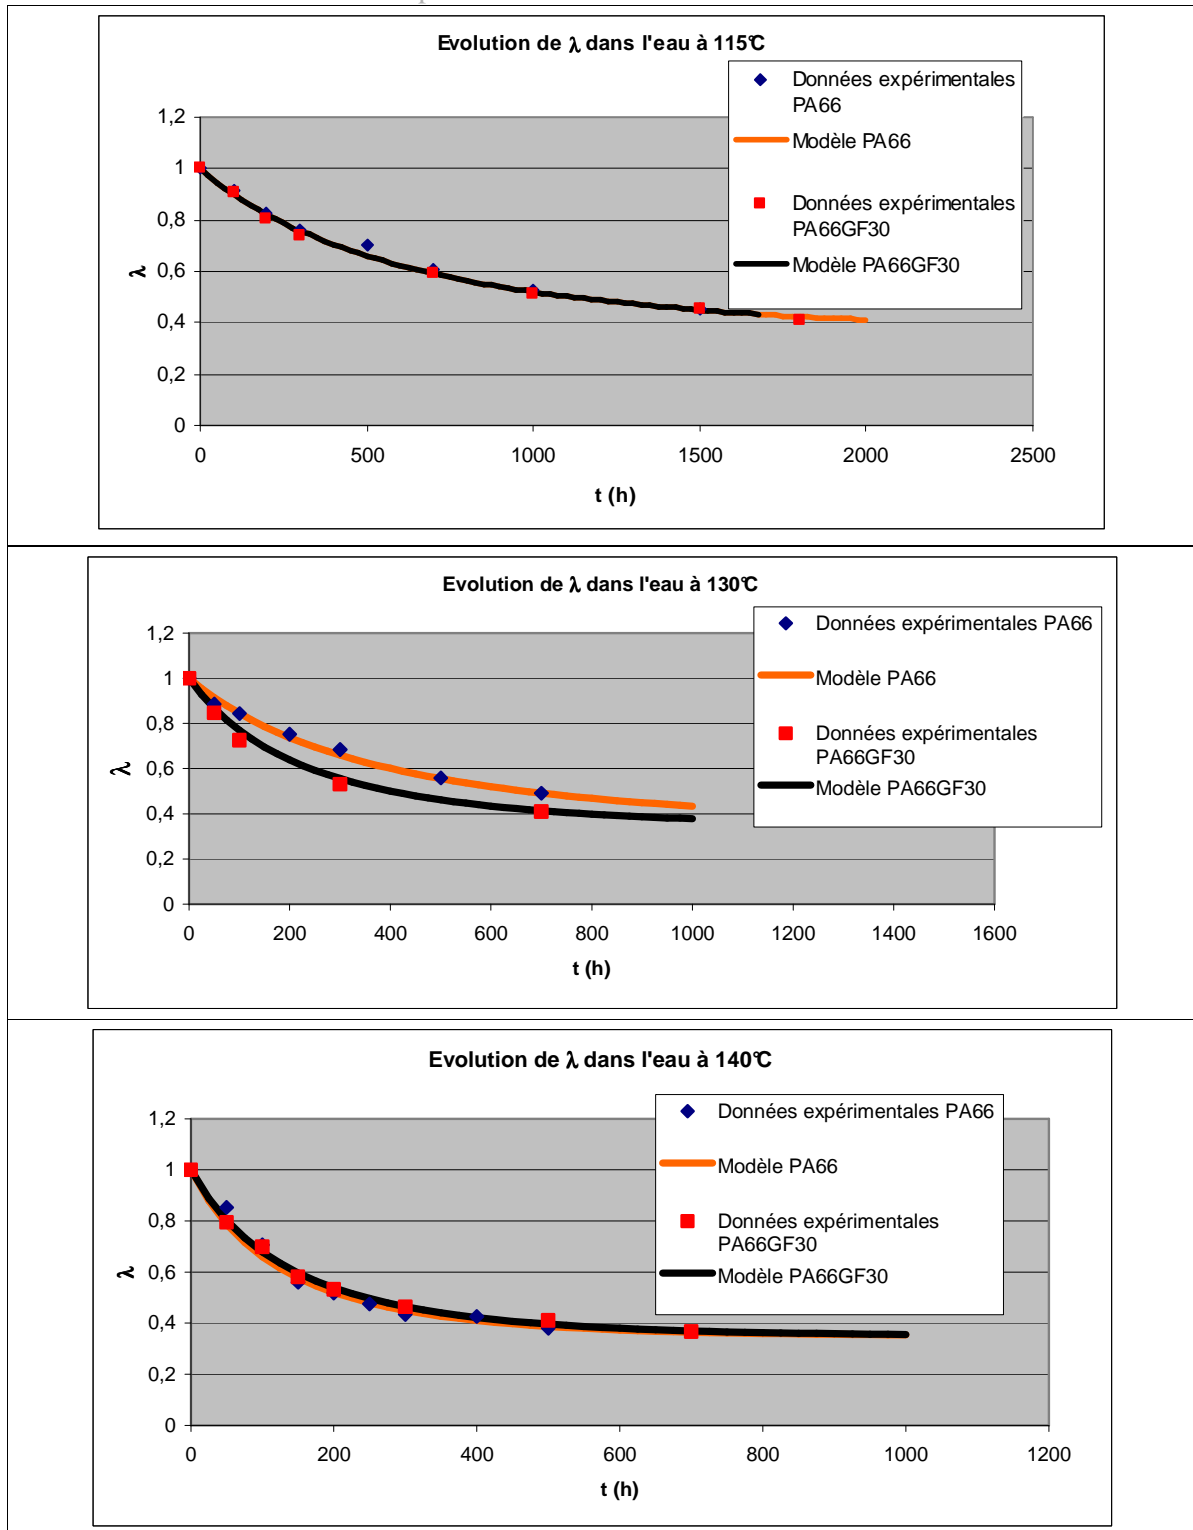 Evolution de λ dans l'eau à 115°C
Données expérimentales
PA66
Modèle PA66
Données expérimentales
PA66GF30
Modèle PA66GF30
1,2
1
0,8
0,6
0,4
0,2
0
λ
0 500 1000 1500 2000 2500
t (h)
Evolution de λ dans l'eau à 130°C
Données expérimentales PA66
Modèle PA66
Données expérimentales
PA66GF30
Modèle PA66GF30
1,2
1
0,8
0,6
0,4
0,2
0
λ
0 200 400 600 800 1000 1200 1400 1600
t (h)
Evolution de λ dans l'eau à 140°C
Données expérimentales PA66
Modèle PA66
Données expérimentales
PA66GF30
Modèle PA66GF30
1,2
1
0,8
0,6
0,4
0,2
0
λ
0 200 400 600 800 1000 1200
t (h)